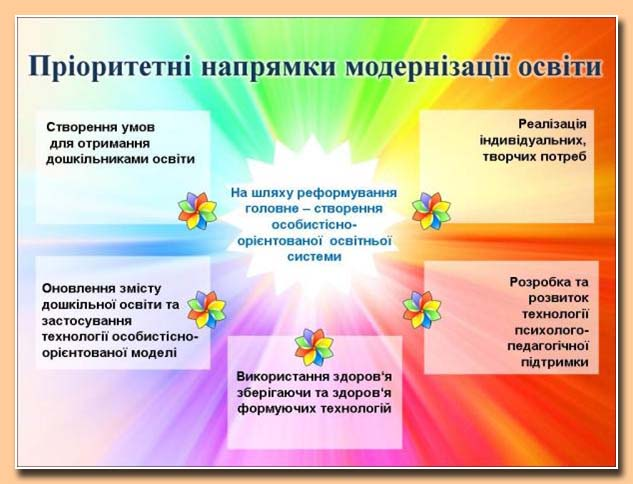 Пріоритетні напрямки модернізації освіти
Створення умов
для отримання
дошкільниками освіти
Реалізація
індивідуальних,
творчих потреб
На шляху реформування
головне – створення
особистісно-
орієнтованої освітньої
системи
Оновлення змісту
дошкільної освіти та
застосування
технології особистісно-
орієнтованої моделі
Розробка та
розвиток
технології
психолого-
педагогічної
підтримки
Використання здоров‘я
зберігаючи та здоров‘я
формуючих технологій